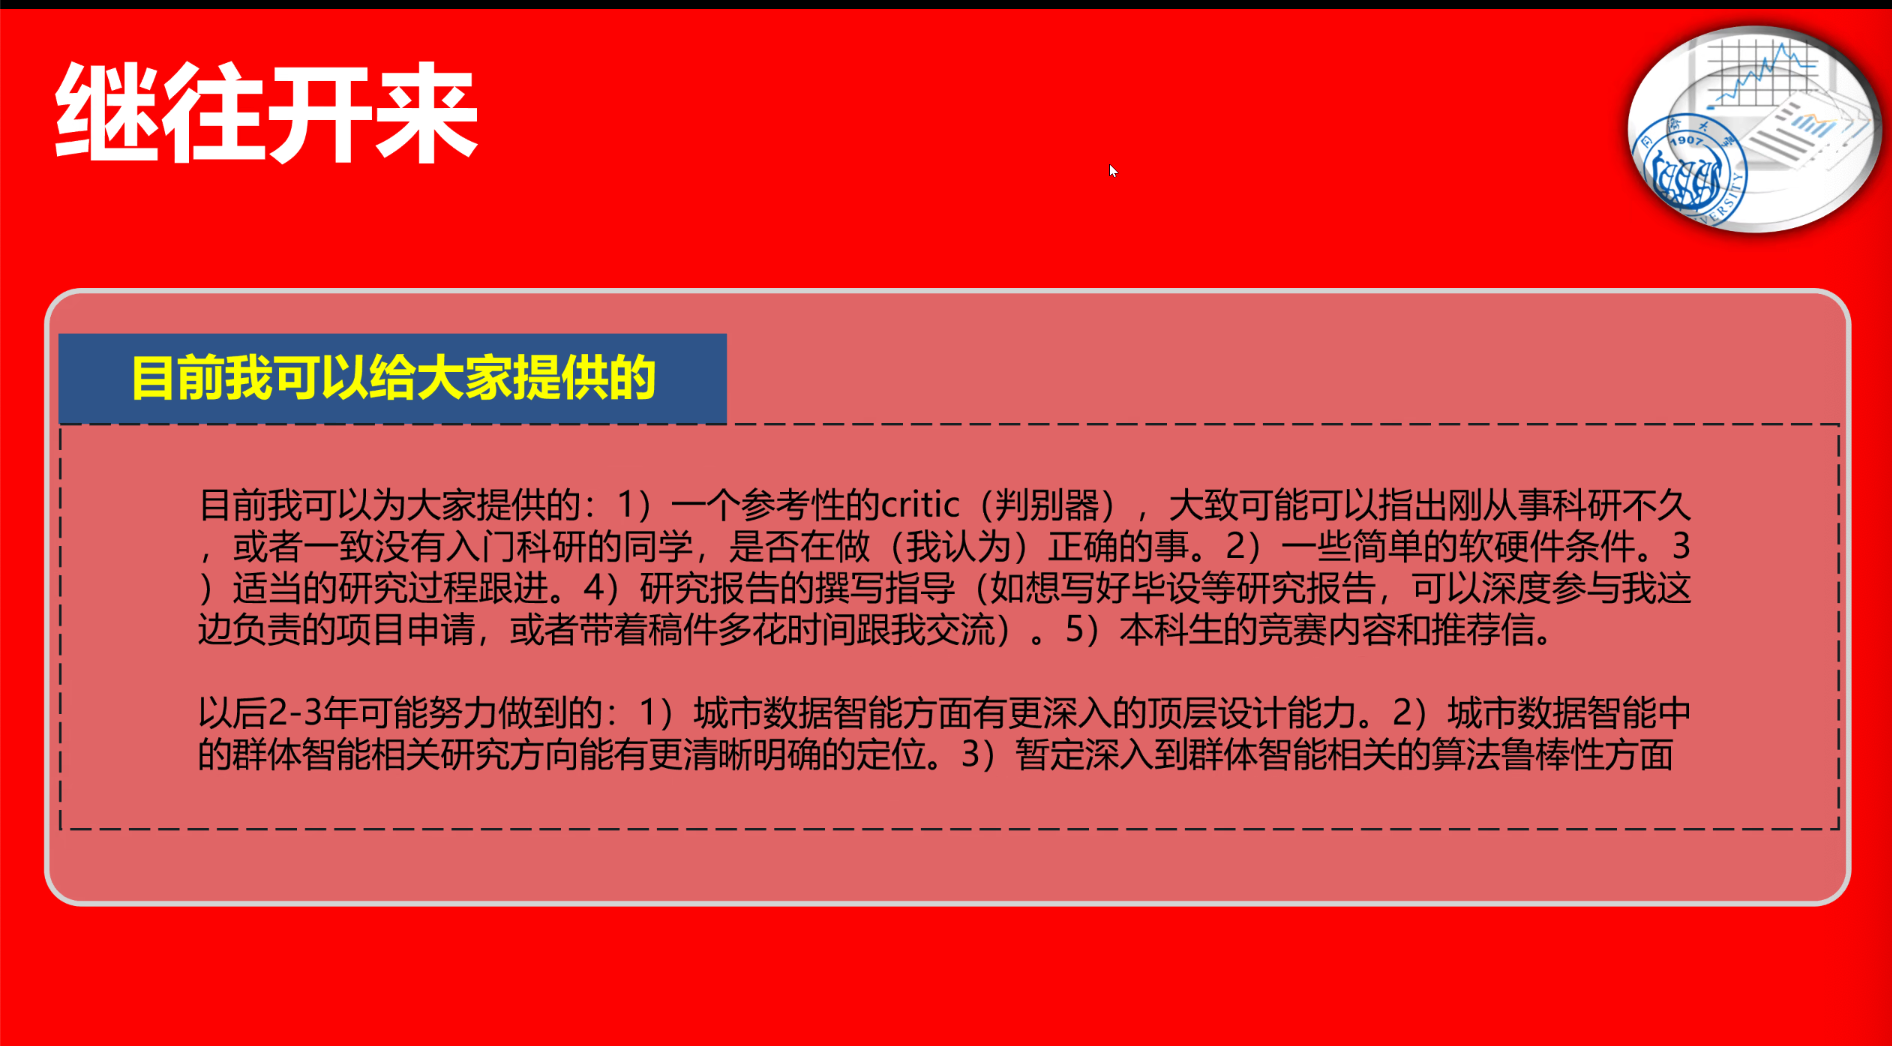 继往开来
1907
目前我可以给大家提供的
目前我可以为大家提供的：1）一个参考性的critic（判别器），大致可能可以指出刚从事科研不久
，或者一致没有入门科研的同学，是否在做（我认为）正确的事。2）一些简单的软硬件条件。3
）适当的研究过程跟进。4）研究报告的撰写指导（如想写好毕设等研究报告，可以深度参与我这
边负责的项目申请，或者带着稿件多花时间跟我交流）。5）本科生的竞赛内容和推荐信。
以后2-3年可能努力做到的：1）城市数据智能方面有更深入的顶层设计能力。2）城市数据智能中
的群体智能相关研究方向能有更清晰明确的定位。3）暂定深入到群体智能相关的算法鲁棒性方面